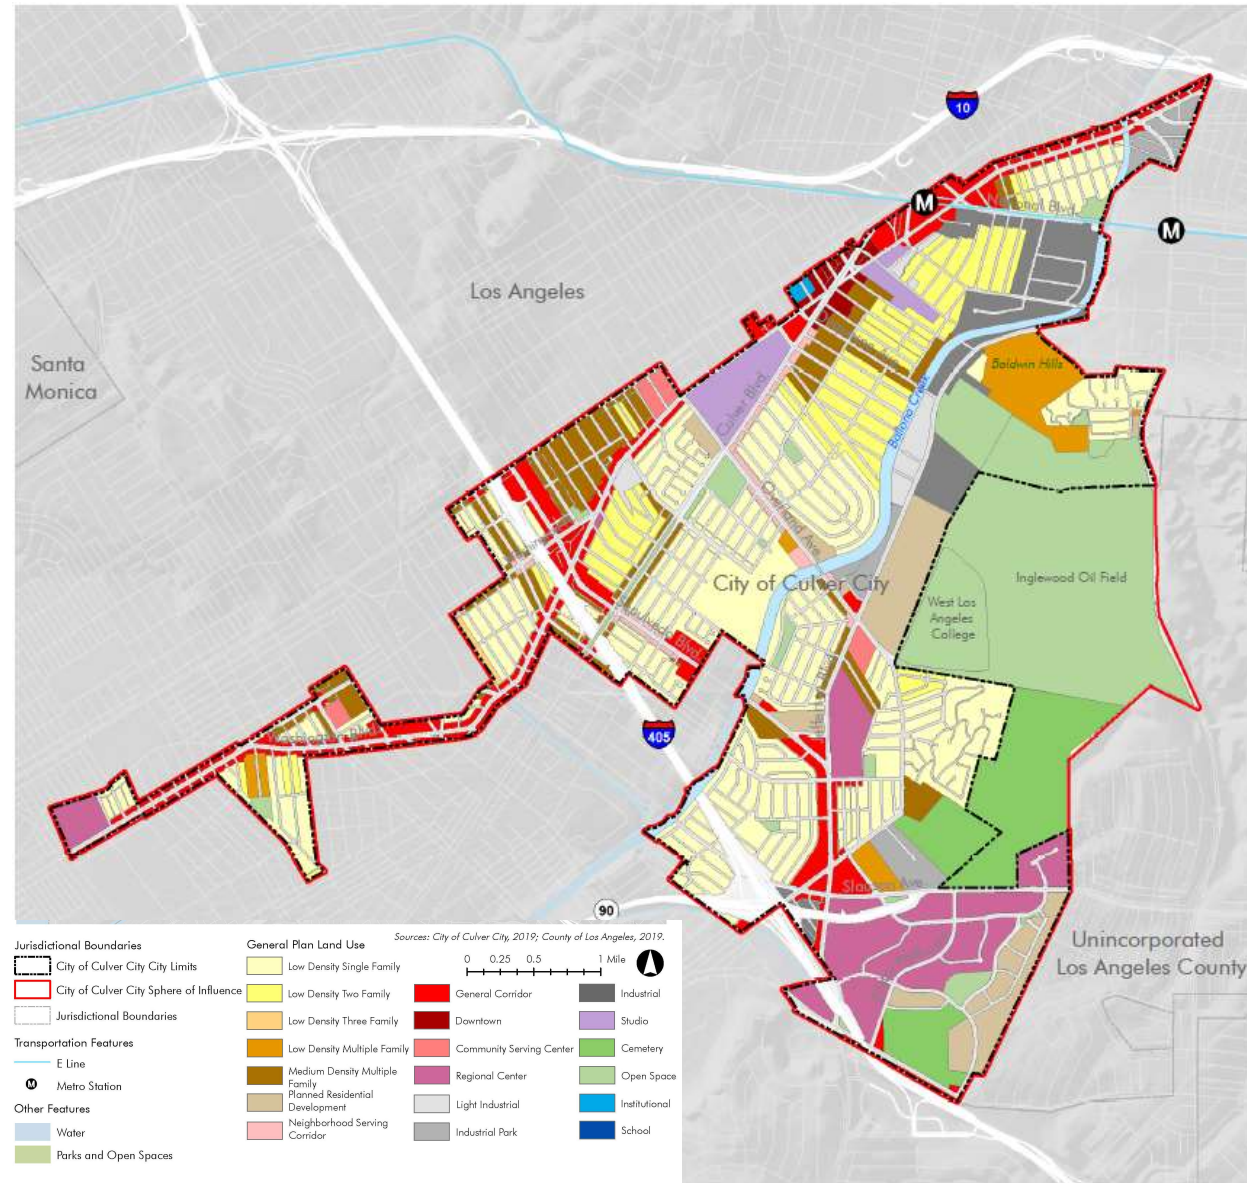 10
M
National Blvd.
M
Los Angeles
Santa
Monica
Baldwin Hills
Culver Blvd.
Ballona Creek
Overland Ave.
City of Culver City
Inglewood Oil Field
West Los
Angeles
College
Sepulveda Blvd.
405
Washington Blvd.
Slauson Ave.
90
Unincorporated
Los Angeles County
Sources: City of Culver City, 2019; County of Los Angeles, 2019.
0 0.25 0.5 1 Mile
Jurisdictional Boundaries
City of Culver City City Limits
City of Culver City Sphere of Influence
Jurisdictional Boundaries
Transportation Features
E Line
M
Metro Station
Other Features
Water
Parks and Open Spaces
General Plan Land Use
Low Density Single Family
Low Density Two Family
Low Density Three Family
Low Density Multiple Family
Medium Density Multiple
Family
Planned Residential
Development
Neighborhood Serving
Corridor
General Corridor
Downtown
Community Serving Center
Regional Center
Light Industrial
Industrial Park
Industrial
Studio
Cemetery
Open Space
Institutional
School